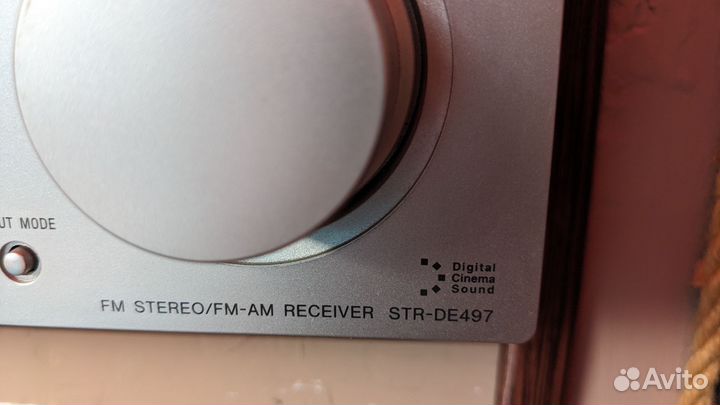 UT MODE
Digital
Cinema
Sound
FM STEREO/FM-AM RECEIVER STR-DE497
Avito